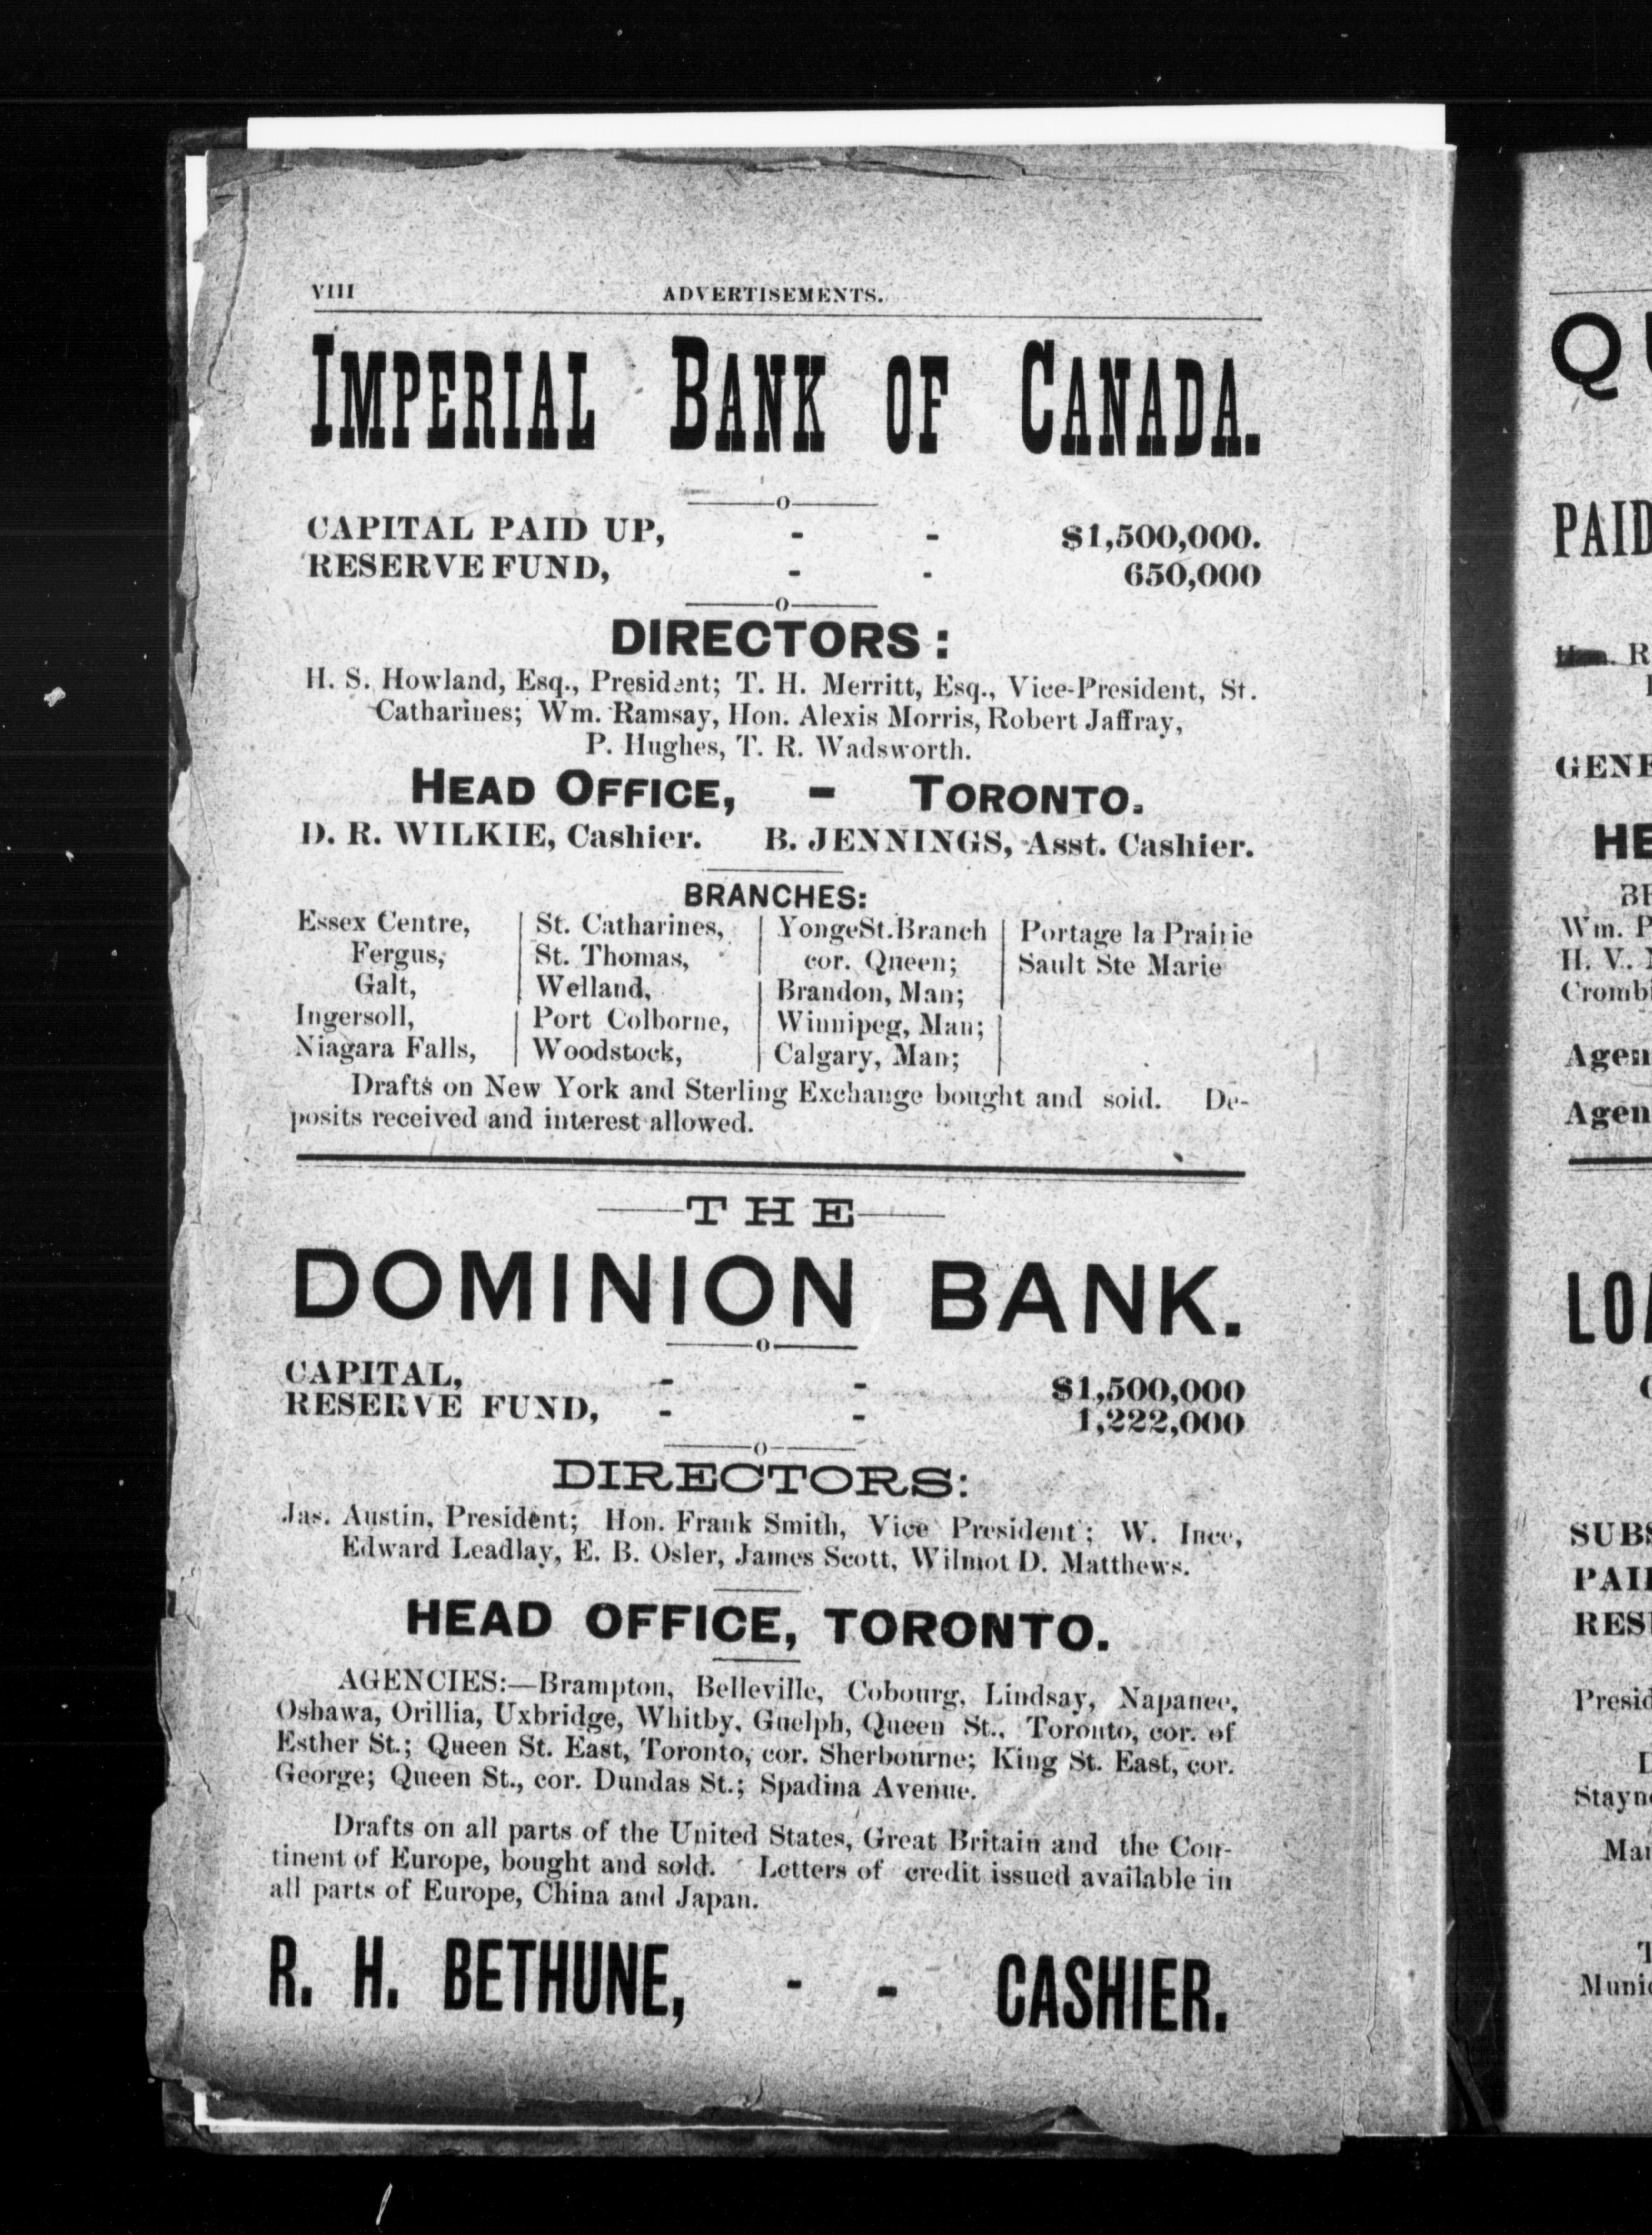 VIII ADVERTISEMENTS.
IMPERIAL BANK OF CANADA.
—o—
CAPITAL PAID UP, - - $1,500,000.
RESERVE FUND, - - 650,000
—o—
DIRECTORS:
H. S. Howland, Esq., President; T. H. Merritt, Esq., Vice-President, St.
Catharines; Wm. Ramsay, Hon. Alexis Morris, Robert Jaffray,
P. Hughes, T. R. Wadsworth.
HEAD OFFICE, - TORONTO.
D. R. WILKIE, Cashier. B. JENNINGS, Asst. Cashier.
BRANCHES:
Essex Centre, St. Catharines, Yonge St. Branch Portage la Prairie
Fergus, St. Thomas, cor. Queen; Sault Ste Marie
Galt, Welland, Brandon, Man;
Ingersoll, Port Colborne, Winnipeg, Man;
Niagara Falls, Woodstock, Calgary, Man;
Drafts on New York and Sterling Exchange bought and sold. De-
posits received and interest allowed.
—THE—
DOMINION BANK.
—o—
CAPITAL, - - $1,500,000
RESERVE FUND, - - 1,222,000
—o—
DIRECTORS:
Jas. Austin, President; Hon. Frank Smith, Vice President; W. Ince,
Edward Leadlay, E. B. Osler, James Scott, Wilmot D. Matthews.
HEAD OFFICE, TORONTO.
AGENCIES:—Brampton, Belleville, Cobourg, Lindsay, Napanee,
Oshawa, Orillia, Uxbridge, Whitby, Guelph, Queen St., Toronto, cor. of
Esther St.; Queen St. East, Toronto, cor. Sherbourne; King St. East, cor.
George; Queen St., cor. Dundas St.; Spadina Avenue.
Drafts on all parts of the United States, Great Britain and the Con-
tinent of Europe, bought and sold. Letters of credit issued available in
all parts of Europe, China and Japan.
R. H. BETHUNE, - - CASHIER.
PAID
Wm. P
H. V.